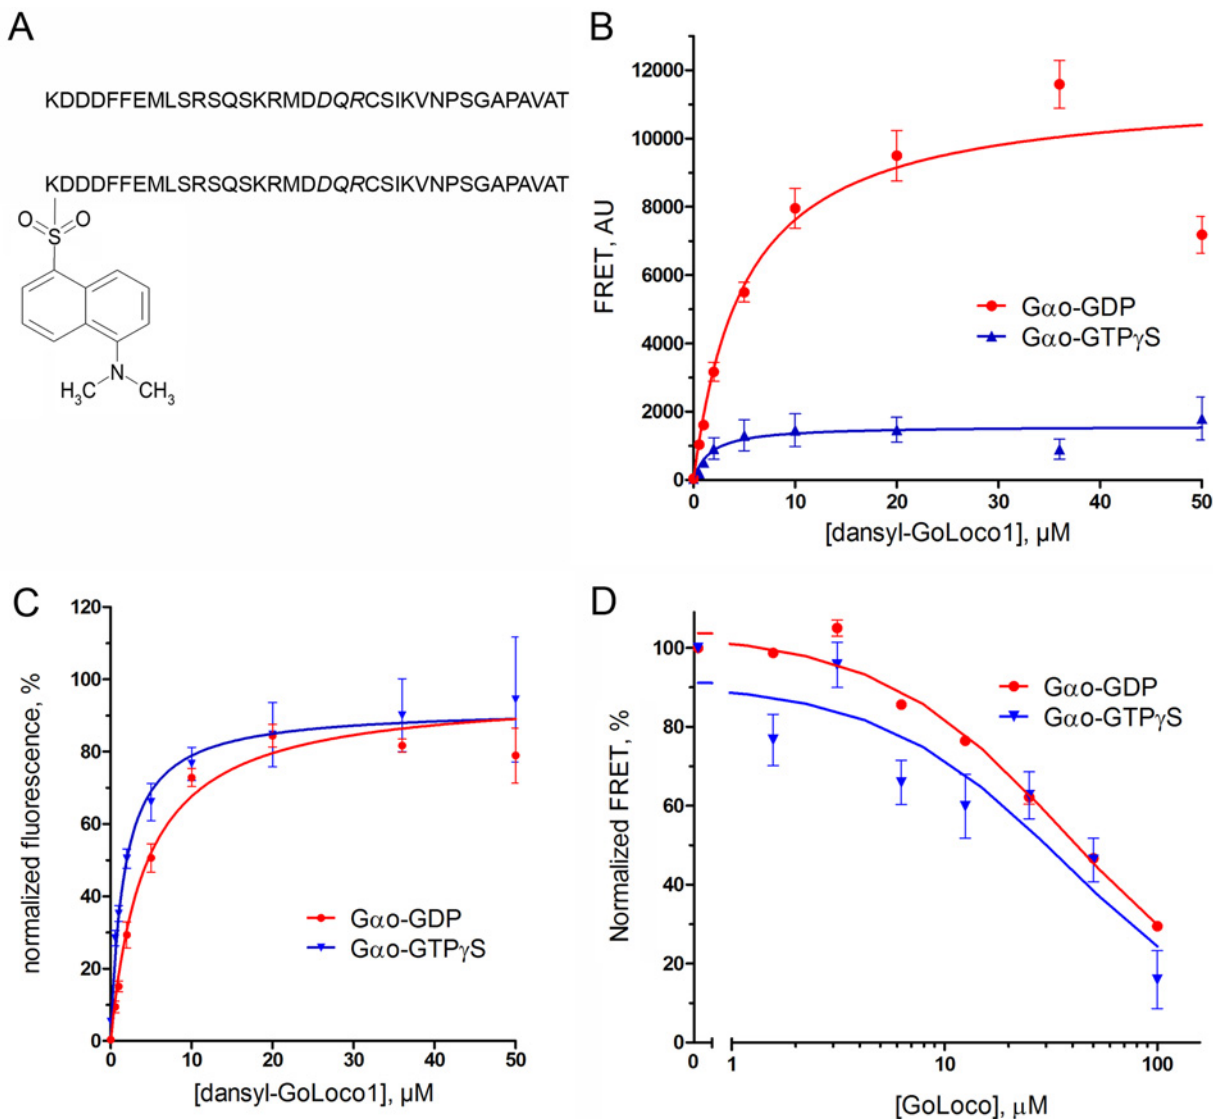 A
KDDDFFEMLSRSQSKRMDDQRCSIKVNPSGAPAVAT
KDDDFFEMLSRSQSKRMDDQRCSIKVNPSGAPAVAT
O O
S
N
H₃C CH₃
B
FRET, AU
12000
10000
8000
6000
4000
2000
0
Gαo-GDP
Gαo-GTPγS
0 10 20 30 40 50
[dansyl-GoLoco1], μM
C
normalized fluorescence, %
120
100
80
60
40
20
0
Gαo-GDP
Gαo-GTPγS
0 10 20 30 40 50
[dansyl-GoLoco1], μM
D
Normalized FRET, %
100
80
60
40
20
0
Gαo-GDP
Gαo-GTPγS
0 1 10 100
[GoLoco], μM